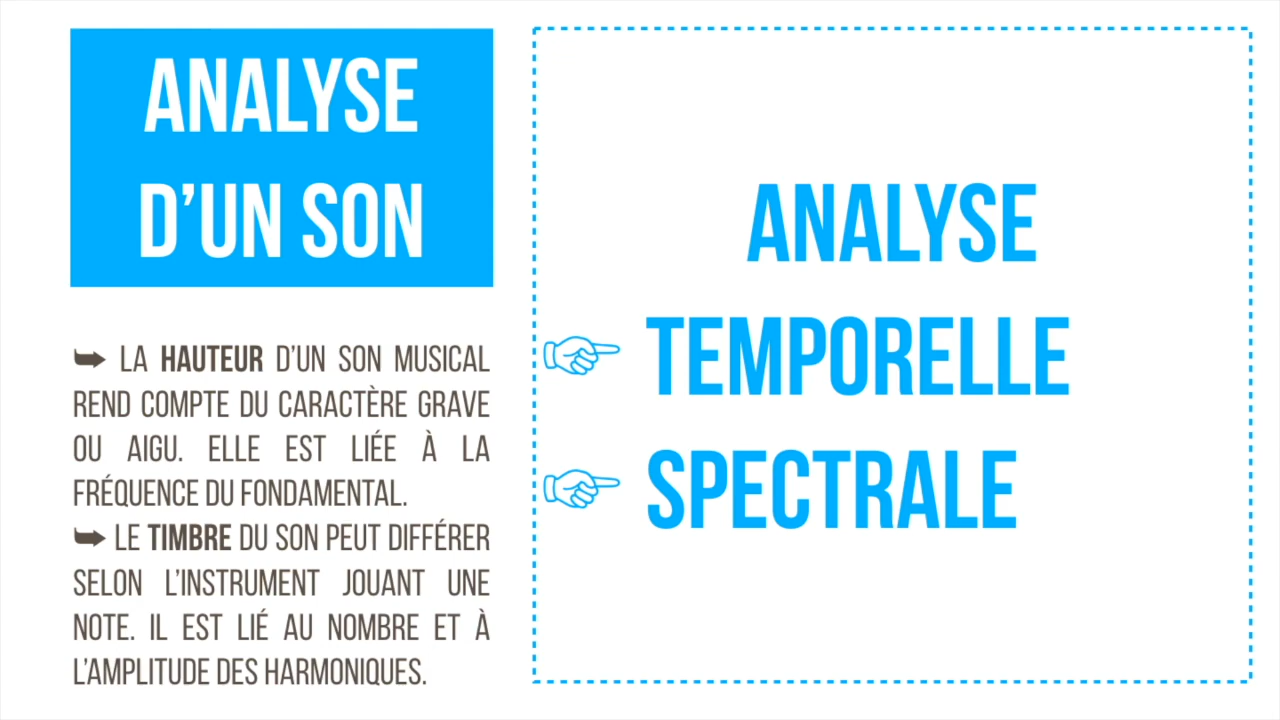 ANALYSE
D’UN SON
➥ LA HAUTEUR D’UN SON MUSICAL
REND COMPTE DU CARACTÈRE GRAVE
OU AIGU. ELLE EST LIÉE À LA
FRÉQUENCE DU FONDAMENTAL.
➥ LE TIMBRE DU SON PEUT DIFFÉRER
SELON L’INSTRUMENT JOUANT UNE
NOTE. IL EST LIÉ AU NOMBRE ET À
L’AMPLITUDE DES HARMONIQUES.
ANALYSE
☞ TEMPORELLE
☞ SPECTRALE